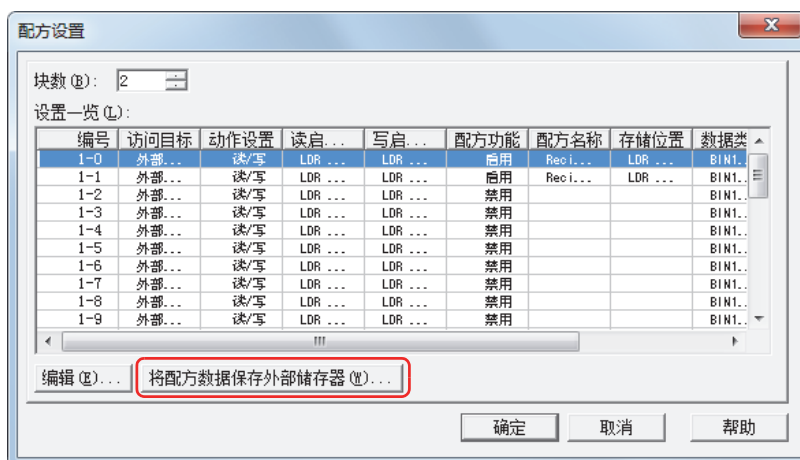 配方设置
块数(B): 2
设置一览(L):
编号 访问目标 动作设置 读启... 写启... 配方功能 配方名称 存储位置 数据类
1-0 外部... 读/写 LDR ... LDR ... 启用 Reci... LDR ... BIN1..
1-1 外部... 读/写 LDR ... LDR ... 启用 Reci... LDR ... BIN1..
1-2 外部... 读/写 LDR ... LDR ... 禁用 BIN1..
1-3 外部... 读/写 LDR ... LDR ... 禁用 BIN1..
1-4 外部... 读/写 LDR ... LDR ... 禁用 BIN1..
1-5 外部... 读/写 LDR ... LDR ... 禁用 BIN1..
1-6 外部... 读/写 LDR ... LDR ... 禁用 BIN1..
1-7 外部... 读/写 LDR ... LDR ... 禁用 BIN1..
1-8 外部... 读/写 LDR ... LDR ... 禁用 BIN1..
1-9 外部... 读/写 LDR ... LDR ... 禁用 BIN1..
编辑(E)... 将配方数据保存外部储存器(W)...
确定 取消 帮助